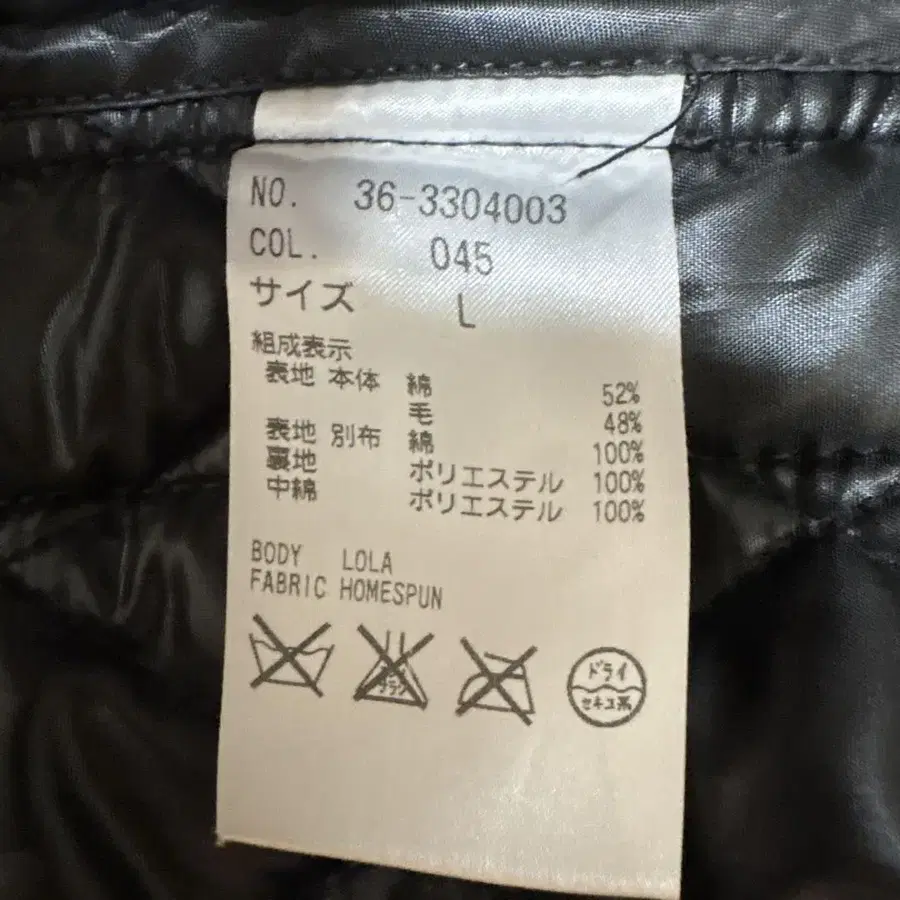 NO. 36-3304003
COL. 045
サイズ L
組成表示
表地 本体 綿 52%
毛 48%
表地 別布 綿 100%
裏地 ポリエステル 100%
中綿 ポリエステル 100%
BODY LOLA
FABRIC HOMESPUN
ドライ
セキユ系